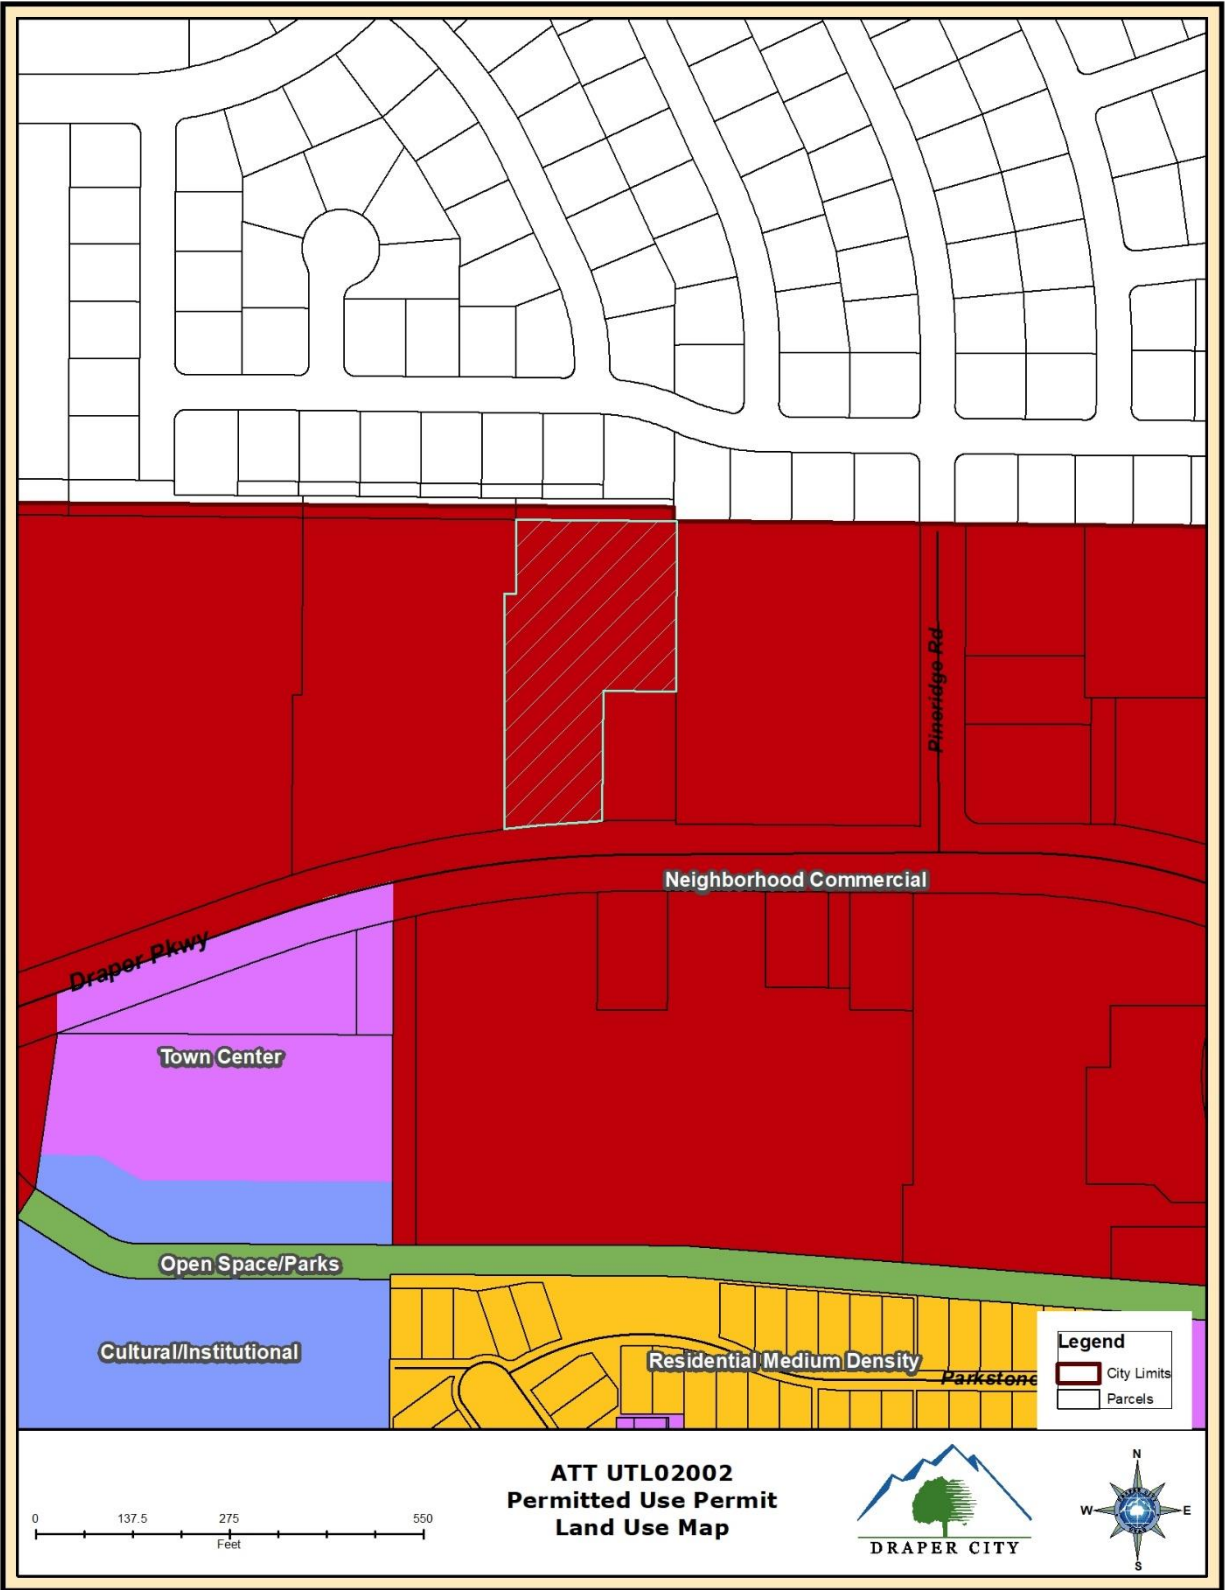 Pineridge Rd
Neighborhood Commercial
Draper Pkwy
Town Center
Open Space/Parks
Cultural/Institutional
Residential Medium Density
Parkstone
Legend
City Limits
Parcels
ATT UTL02002
Permitted Use Permit
Land Use Map
0 137.5 275 550
Feet
DRAPER CITY
N
W E
S